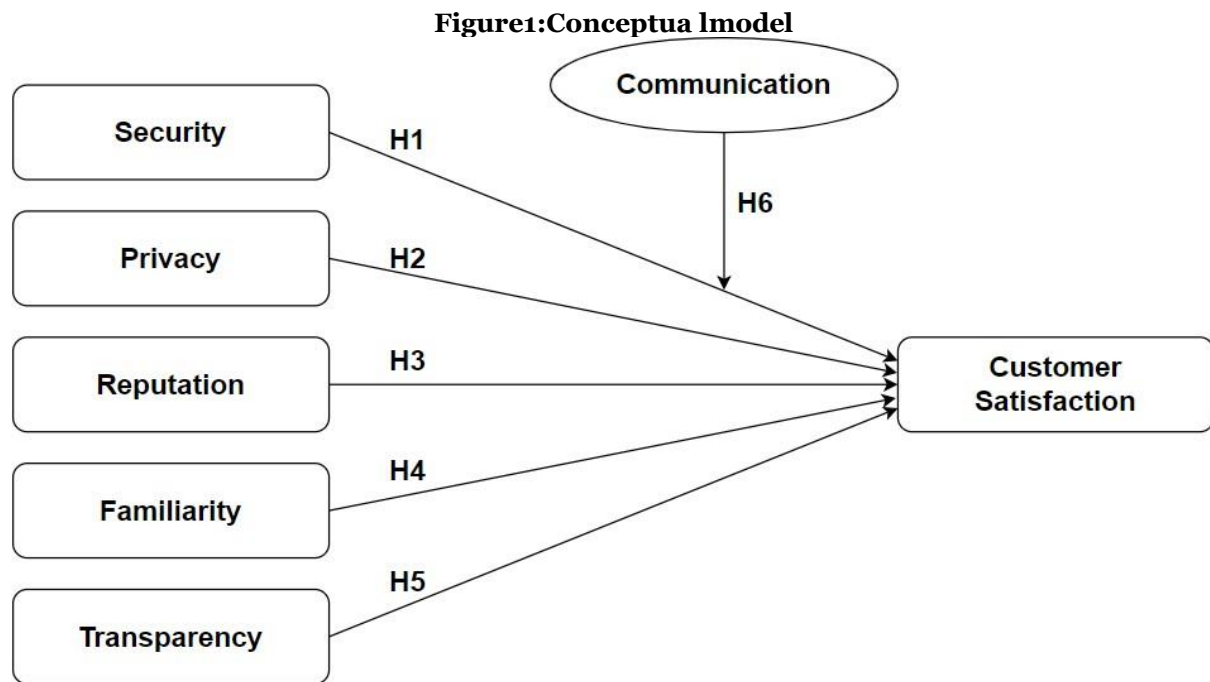 Figure1:Conceptua lmodel
Communication
Security
H1
H6
Privacy
H2
Reputation
H3
Customer
Satisfaction
Familiarity
H4
Transparency
H5